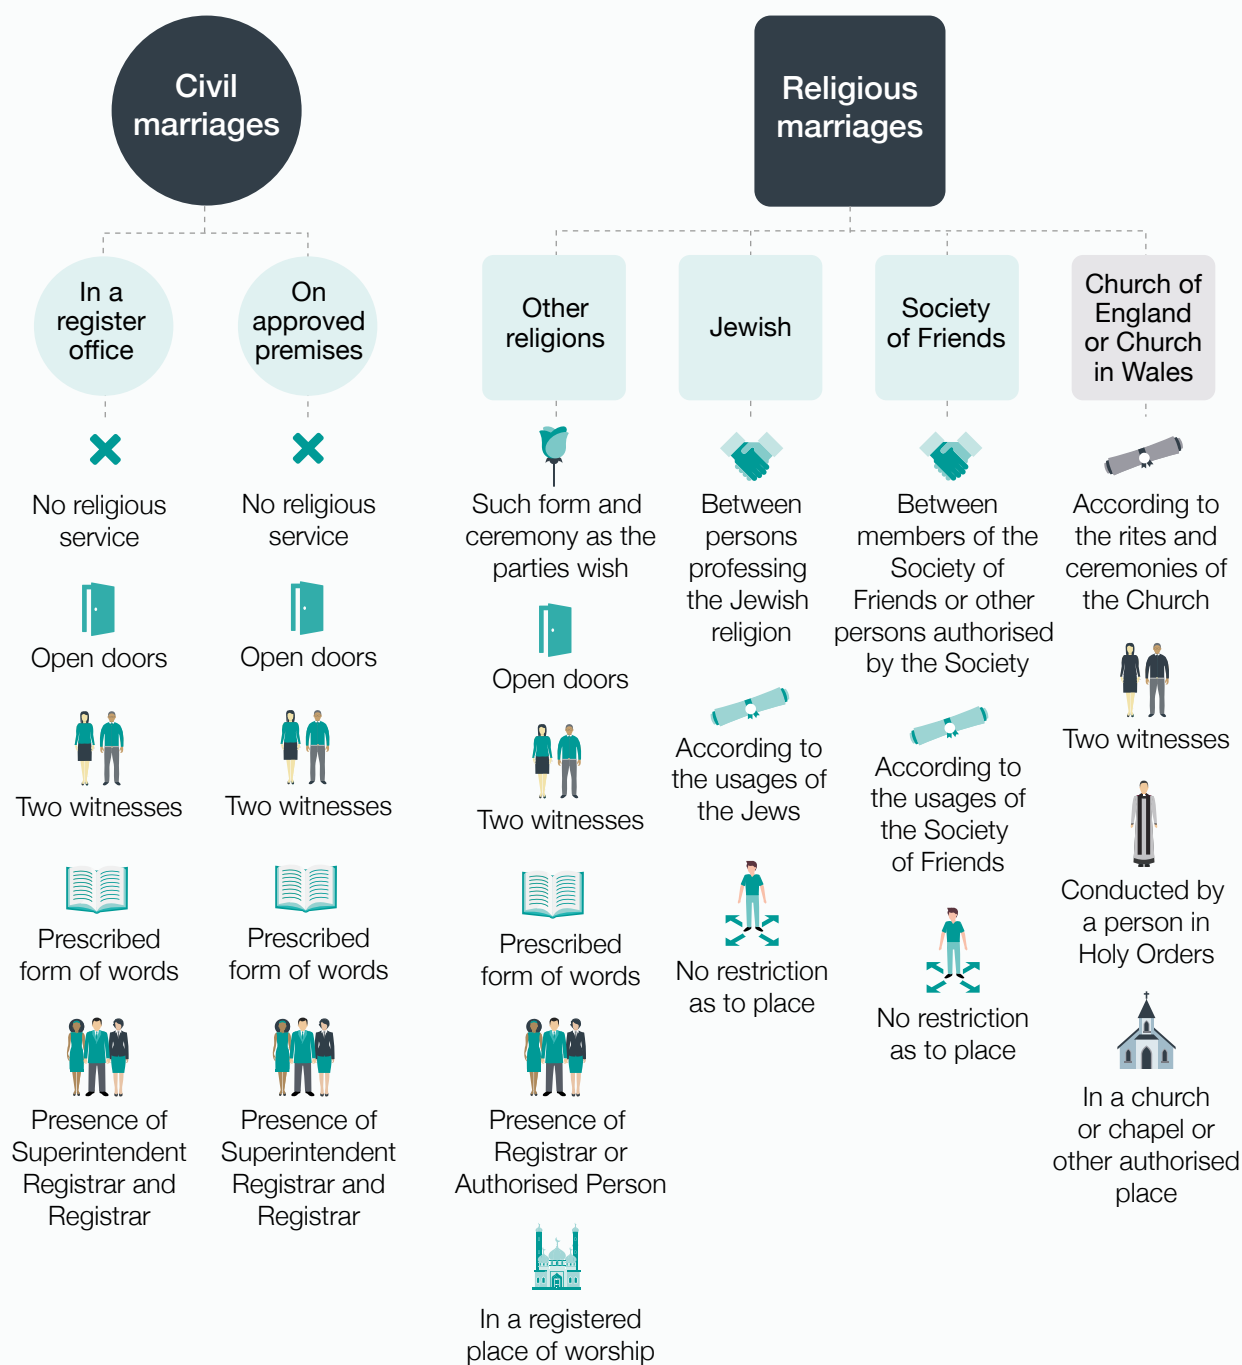 Civil
marriages
Religious
marriages
In a
register
office
On
approved
premises
Other
religions
Jewish
Society
of Friends
Church of
England
or Church
in Wales
No religious
service
Open doors
Two witnesses
Prescribed
form of words
Presence of
Superintendent
Registrar and
Registrar
No religious
service
Open doors
Two witnesses
Prescribed
form of words
Presence of
Superintendent
Registrar and
Registrar
Such form and
ceremony as the
parties wish
Open doors
Two witnesses
Prescribed
form of words
Presence of
Registrar or
Authorised Person
In a registered
place of worship
Between
persons
professing
the Jewish
religion
According to
the usages of
the Jews
No restriction
as to place
Between
members of the
Society of
Friends or other
persons authorised
by the Society
According to
the usages of
the Society
of Friends
No restriction
as to place
According to
the rites and
ceremonies of
the Church
Two witnesses
Conducted by
a person in
Holy Orders
In a church
or chapel or
other authorised
place